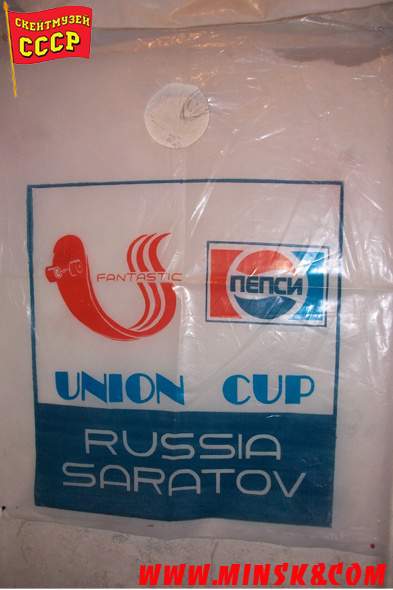 СКЕЙТМУЗЕЙ
СССР
FANTASTIC
ПЕПСИ
UNION CUP
RUSSIA
SARATOV
WWW.MINSK8.COM